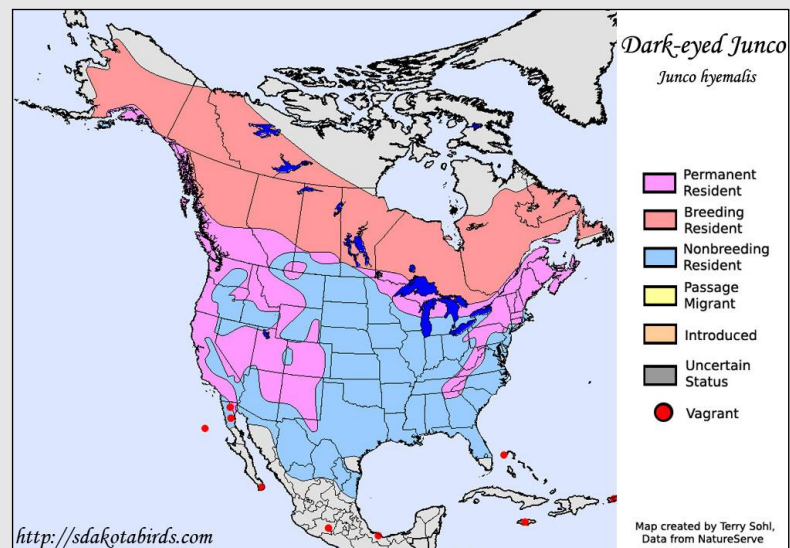 Dark-eyed Junco
Junco hyemalis
Permanent
Resident
Breeding
Resident
Nonbreeding
Resident
Passage
Migrant
Introduced
Uncertain
Status
Vagrant
http://sdakotabirds.com
Map created by Terry Sohl,
Data from NatureServe